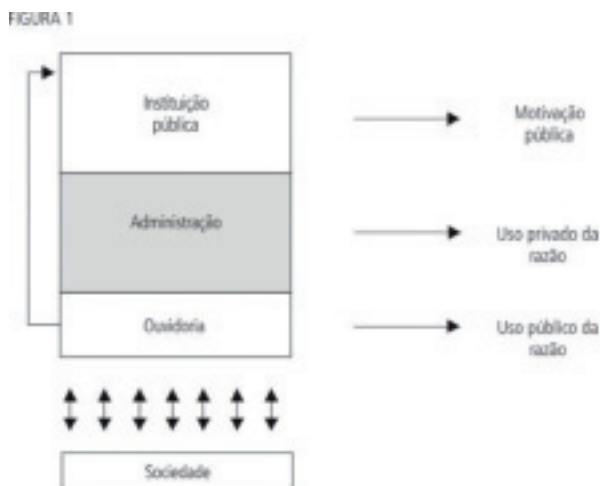 FIGURA 1
Instituição
pública
Motivação
pública
Administração
Uso privado da
razão
Ouvidoria
Uso público da
razão
Sociedade